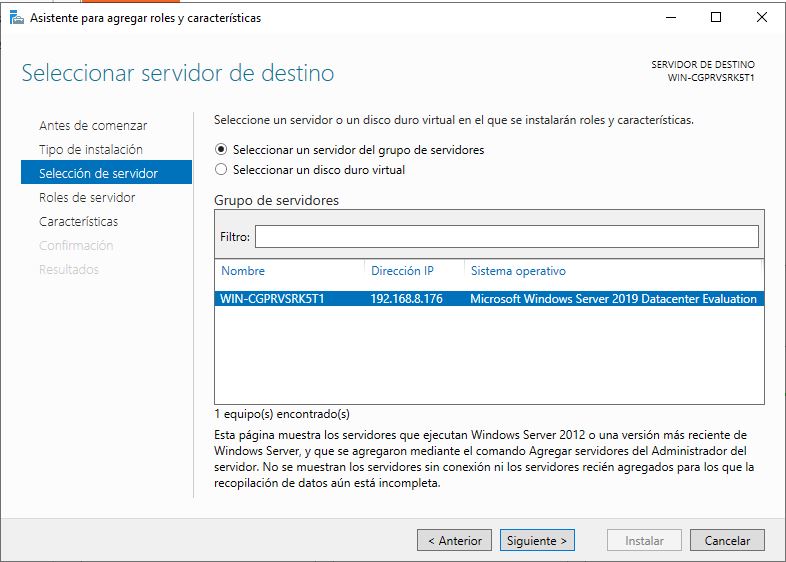 Asistente para agregar roles y características
Seleccionar servidor de destino
SERVIDOR DE DESTINO
WIN-CGPRVSRK5T1
Antes de comenzar
Tipo de instalación
Selección de servidor
Roles de servidor
Características
Confirmación
Resultados
Seleccione un servidor o un disco duro virtual en el que se instalarán roles y características.
Seleccionar un servidor del grupo de servidores
Seleccionar un disco duro virtual
Grupo de servidores
Filtro:
Nombre Dirección IP Sistema operativo
WIN-CGPRVSRK5T1 192.168.8.176 Microsoft Windows Server 2019 Datacenter Evaluation
1 equipo(s) encontrado(s)
Esta página muestra los servidores que ejecutan Windows Server 2012 o una versión más reciente de
Windows Server, y que se agregaron mediante el comando Agregar servidores del Administrador del
servidor. No se muestran los servidores sin conexión ni los servidores recién agregados para los que la
recopilación de datos aún está incompleta.
< Anterior Siguiente > Instalar Cancelar